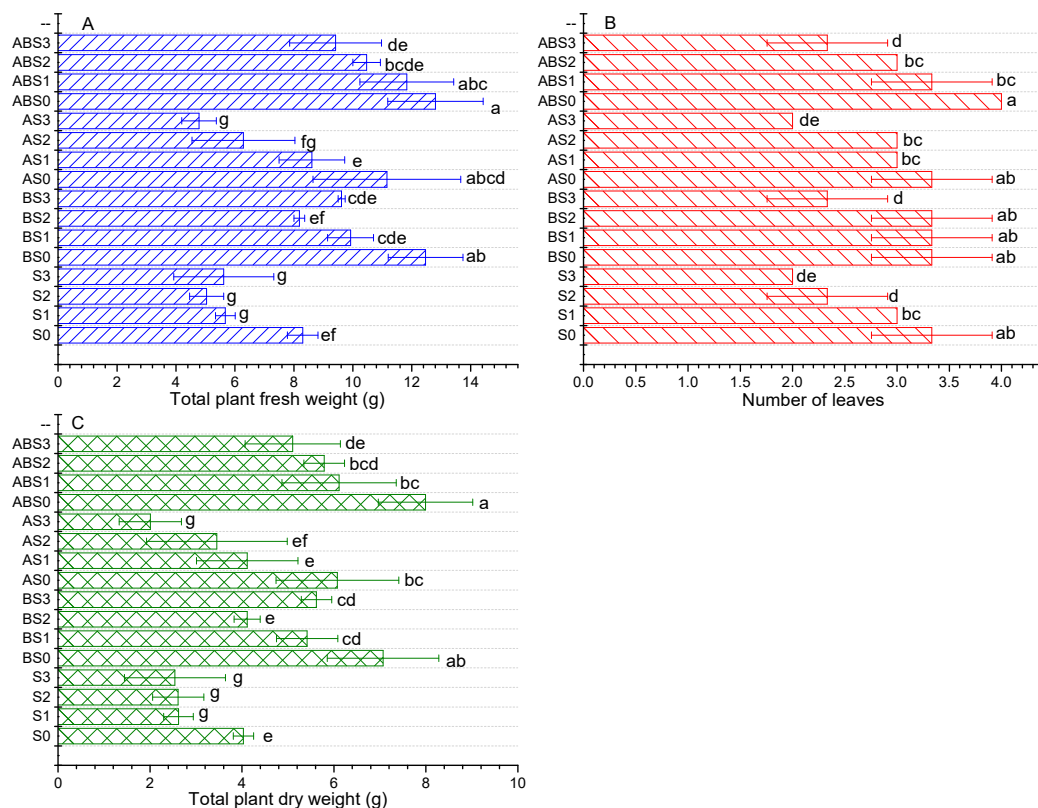 A
--
ABS3 de
ABS2 bcde
ABS1 abc
ABS0 a
AS3 g
AS2 fg
AS1 e
AS0 abcd
BS3 cde
BS2 ef
BS1 cde
BS0 ab
S3 g
S2 g
S1 g
S0 ef
0 2 4 6 8 10 12 14
Total plant fresh weight (g)
B
--
ABS3 d
ABS2 bc
ABS1 bc
ABS0 a
AS3 de
AS2 bc
AS1 bc
AS0 ab
BS3 d
BS2 ab
BS1 ab
BS0 ab
S3 de
S2 d
S1 bc
S0 ab
0.0 0.5 1.0 1.5 2.0 2.5 3.0 3.5 4.0
Number of leaves
C
--
ABS3 de
ABS2 bcd
ABS1 bc
ABS0 a
AS3 g
AS2 ef
AS1 e
AS0 bc
BS3 cd
BS2 e
BS1 cd
BS0 ab
S3 g
S2 g
S1 g
S0 e
0 2 4 6 8 10
Total plant dry weight (g)